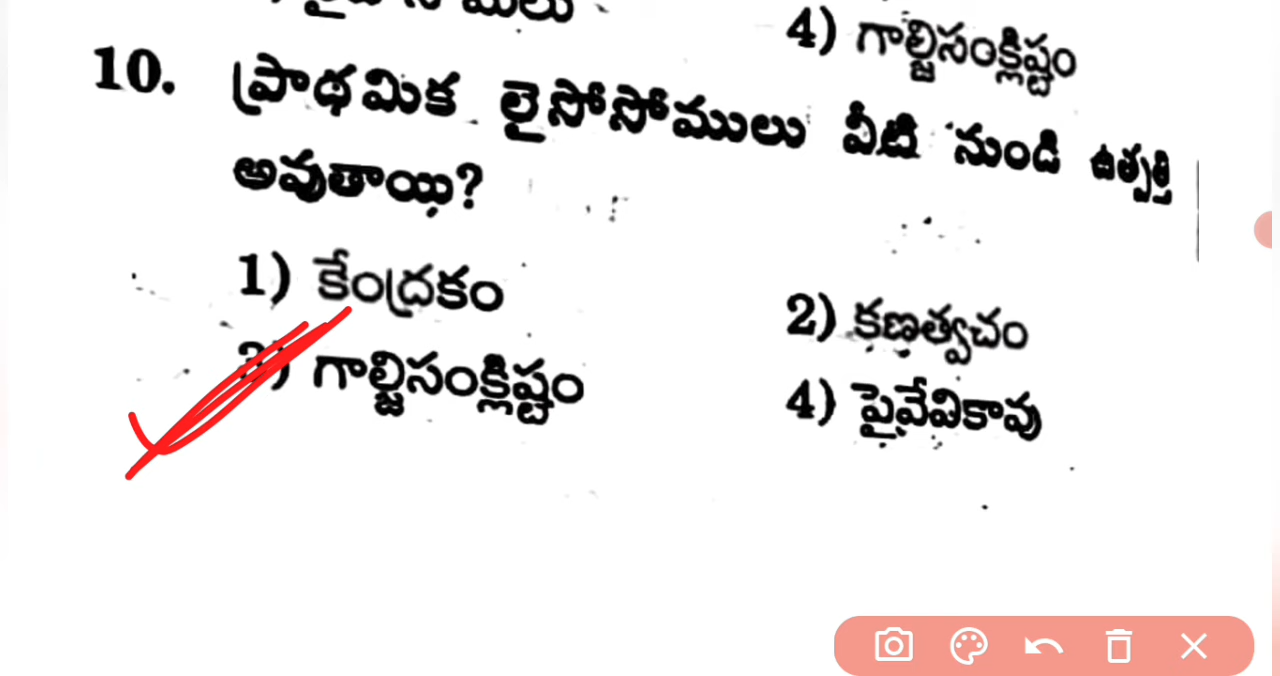 4) గాల్జిసంక్లిష్టం
10. ప్రాథమిక లైసోసోములు వీటి నుండి ఉత్పత్తి
అవుతాయి?
1) కేంద్రకం
2) కణత్వచం
3) గాల్జిసంక్లిష్టం
4) పైవేవికావు